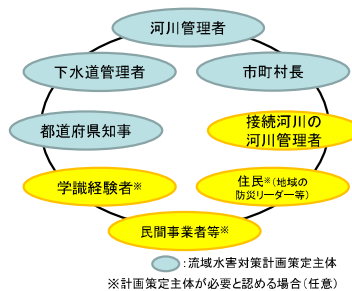 河川管理者
下水道管理者
市町村長
都道府県知事
接続河川の
河川管理者
学識経験者※
住民※(地域の
防災リーダー等)
民間事業者等※
:流域水害対策計画策定主体
※計画策定主体が必要と認める場合(任意)